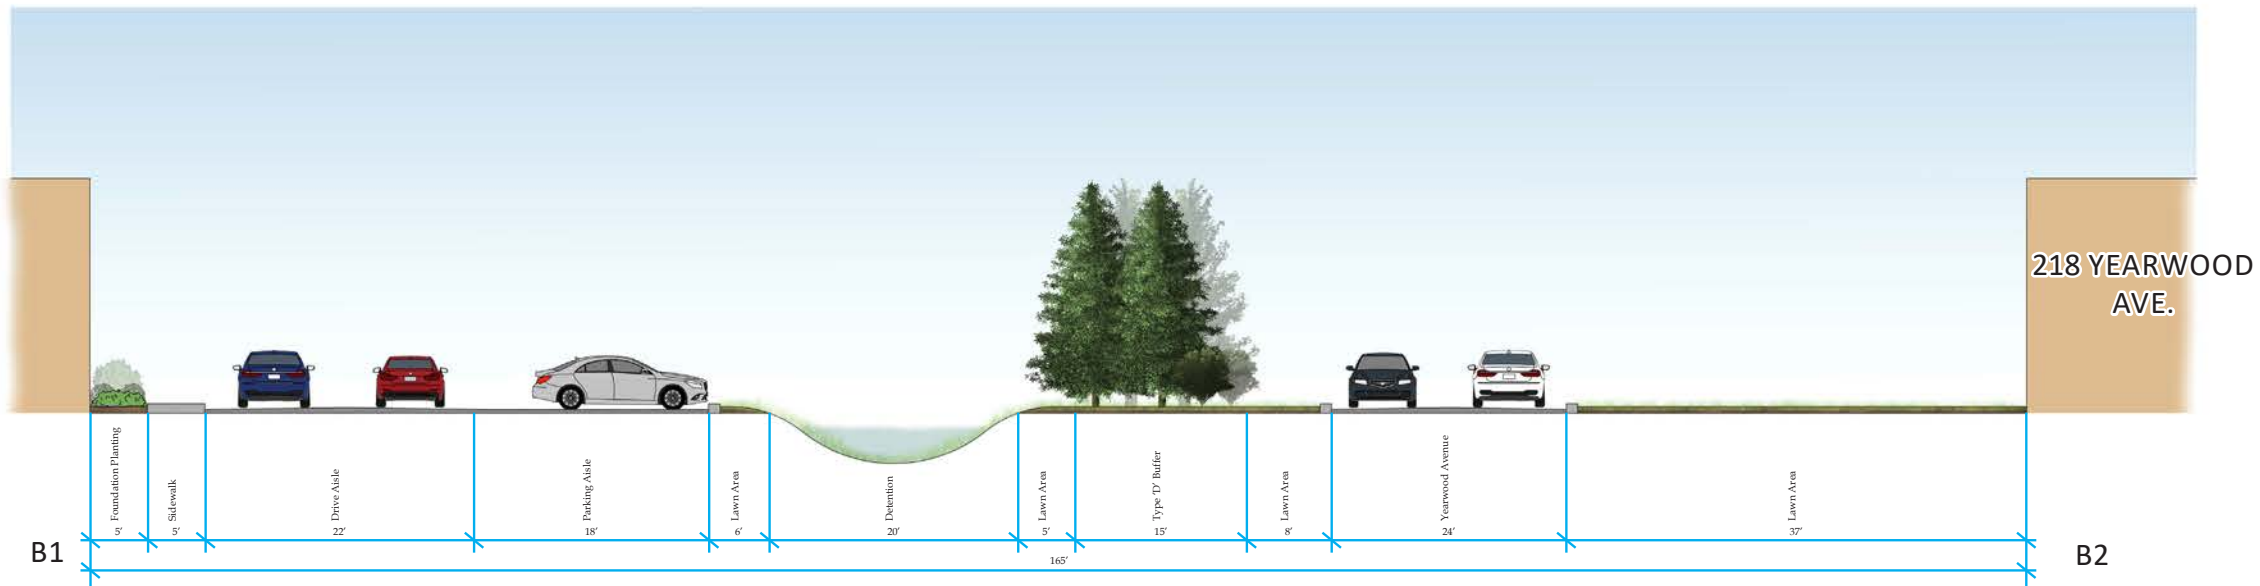 218 YEARWOOD
AVE.
Foundation Planting
Sidewalk
Drive Aisle
Parking Aisle
Lawn Area
Detention
Lawn Area
Type 'D' Buffer
Lawn Area
Yearwood Avenue
Lawn Area
5' 5' 22' 18' 6' 20' 5' 15' 8' 24' 37'
B1 B2
165'